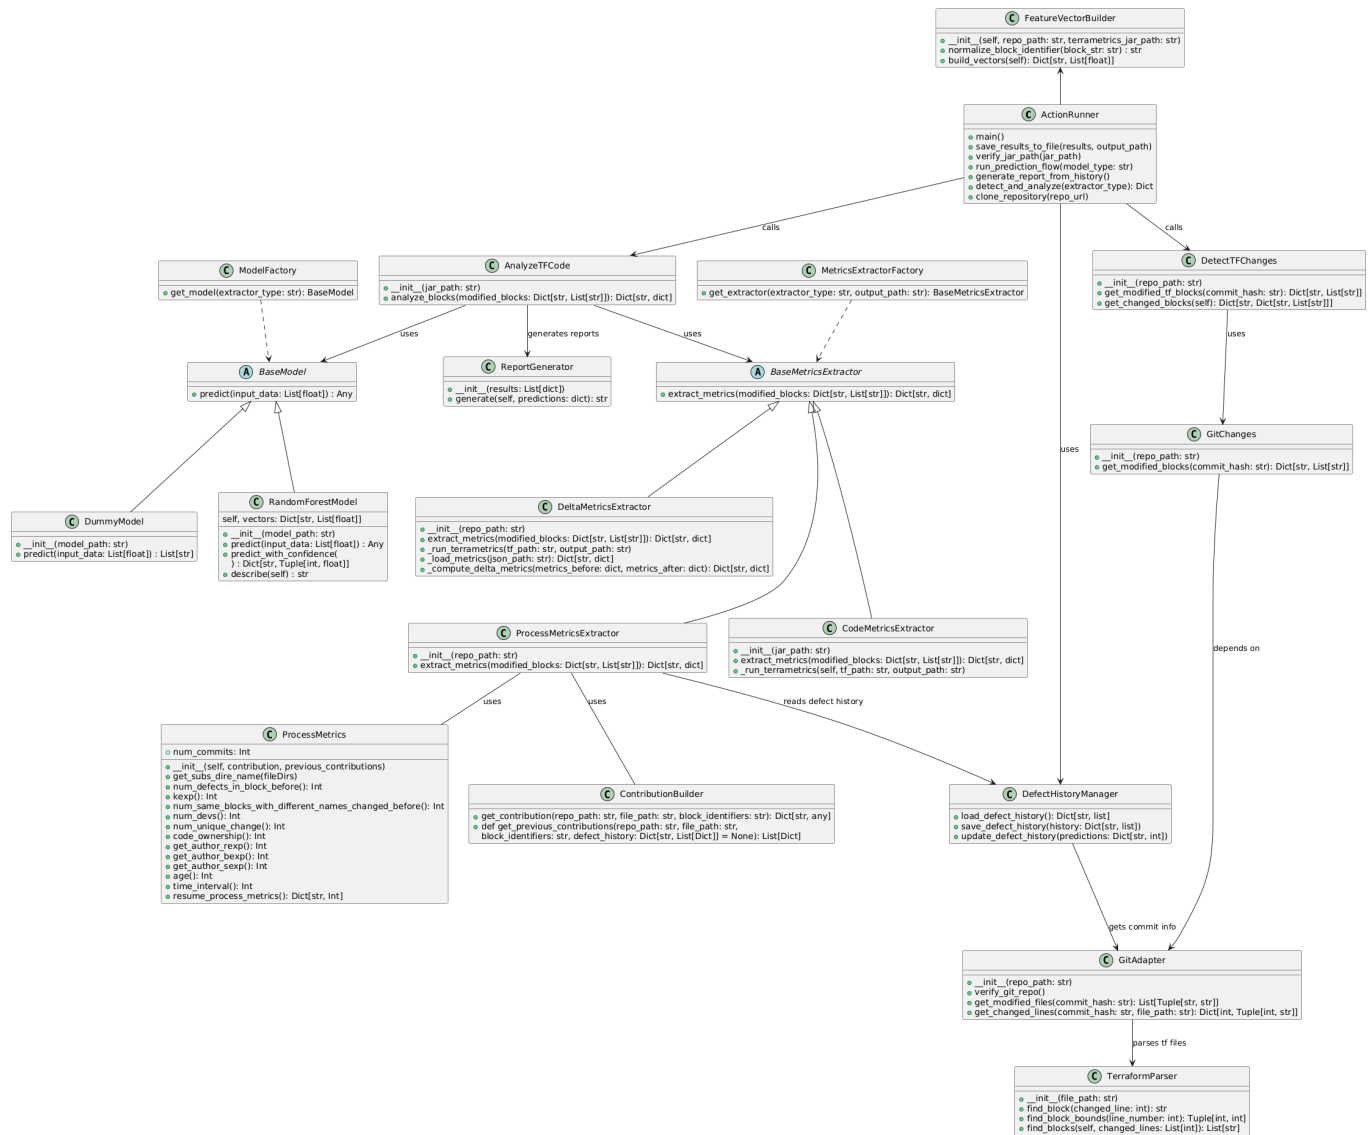 FeatureVectorBuilder
__init__(self, repo_path: str, terrametrics_jar_path: str)
normalize_block_identifier(block_str: str) : str
build_vectors(self): Dict[str, List[float]]
ActionRunner
main()
save_results_to_file(results, output_path)
verify_jar_path(jar_path)
run_prediction_flow(model_type: str)
generate_report_from_history()
detect_and_analyze(extractor_type): Dict
clone_repository(repo_url)
calls
calls
ModelFactory
get_model(extractor_type: str): BaseModel
AnalyzeTFCode
__init__(jar_path: str)
analyze_blocks(modified_blocks: Dict[str, List[str]]): Dict[str, dict]
MetricsExtractorFactory
get_extractor(extractor_type: str, output_path: str): BaseMetricsExtractor
DetectTFChanges
__init__(repo_path: str)
get_modified_tf_blocks(commit_hash: str): Dict[str, List[str]]
get_changed_blocks(self): Dict[str, Dict[str, List[str]]]
uses
generates reports
uses
uses
BaseModel
predict(input_data: List[float]) : Any
ReportGenerator
__init__(results: List[dict])
generate(self, predictions: dict): str
BaseMetricsExtractor
extract_metrics(modified_blocks: Dict[str, List[str]]): Dict[str, dict]
GitChanges
__init__(repo_path: str)
get_modified_blocks(commit_hash: str): Dict[str, List[str]]
uses
DummyModel
__init__(model_path: str)
predict(input_data: List[float]) : List[str]
RandomForestModel
self, vectors: Dict[str, List[float]]
__init__(model_path: str)
predict(input_data: List[float]) : Any
predict_with_confidence(
) : Dict[str, Tuple[int, float]]
describe(self) : str
DeltaMetricsExtractor
__init__(repo_path: str)
extract_metrics(modified_blocks: Dict[str, List[str]]): Dict[str, dict]
_run_terrametrics(tf_path: str, output_path: str)
_load_metrics(json_path: str): Dict[str, dict]
_compute_delta_metrics(metrics_before: dict, metrics_after: dict): Dict[str, dict]
ProcessMetricsExtractor
__init__(repo_path: str)
extract_metrics(modified_blocks: Dict[str, List[str]]): Dict[str, dict]
CodeMetricsExtractor
__init__(jar_path: str)
extract_metrics(modified_blocks: Dict[str, List[str]]): Dict[str, dict]
_run_terrametrics(self, tf_path: str, output_path: str)
depends on
uses
uses
reads defect history
ProcessMetrics
num_commits: Int
__init__(self, contribution, previous_contributions)
get_subs_dire_name(fileDirs)
num_defects_in_block_before(): Int
kexp(): Int
num_same_blocks_with_different_names_changed_before(): Int
num_devs(): Int
num_unique_change(): Int
code_ownership(): Int
get_author_rexp(): Int
get_author_bexp(): Int
get_author_sexp(): Int
age(): Int
time_interval(): Int
resume_process_metrics(): Dict[str, Int]
ContributionBuilder
get_contribution(repo_path: str, file_path: str, block_identifiers: str): Dict[str, any]
def get_previous_contributions(repo_path: str, file_path: str,
block_identifiers: str, defect_history: Dict[str, List[Dict]] = None): List[Dict]
DefectHistoryManager
load_defect_history(): Dict[str, list]
save_defect_history(history: Dict[str, list])
update_defect_history(predictions: Dict[str, int])
gets commit info
GitAdapter
__init__(repo_path: str)
verify_git_repo()
get_modified_files(commit_hash: str): List[Tuple[str, str]]
get_changed_lines(commit_hash: str, file_path: str): Dict[int, Tuple[int, str]]
parses tf files
TerraformParser
__init__(file_path: str)
find_block(changed_line: int): str
find_block_bounds(line_number: int): Tuple[int, int]
find_blocks(self, changed_lines: List[int]): List[str]